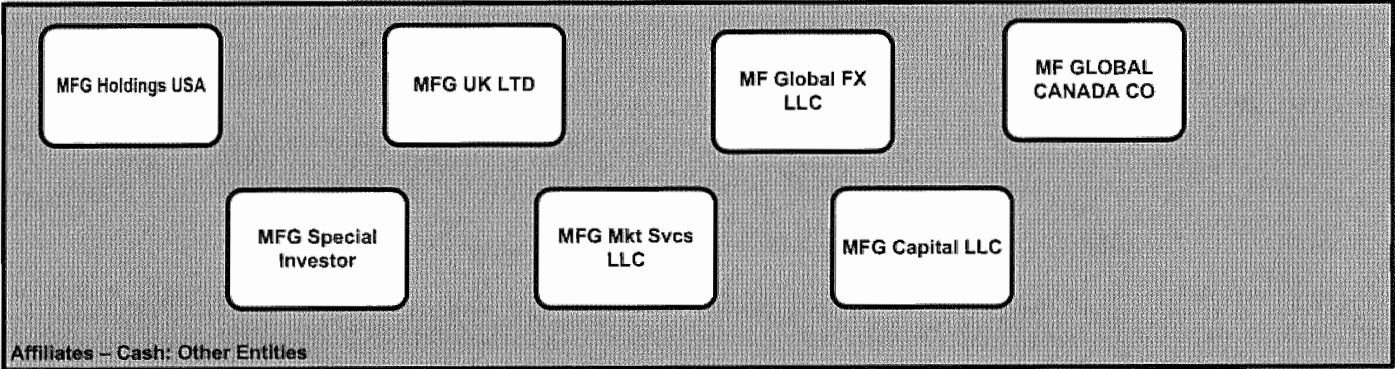 MFG Holdings USA
MFG UK LTD
MF Global FX
LLC
MF GLOBAL
CANADA CO
MFG Special
Investor
MFG Mkt Svcs
LLC
MFG Capital LLC
Affiliates – Cash: Other Entities